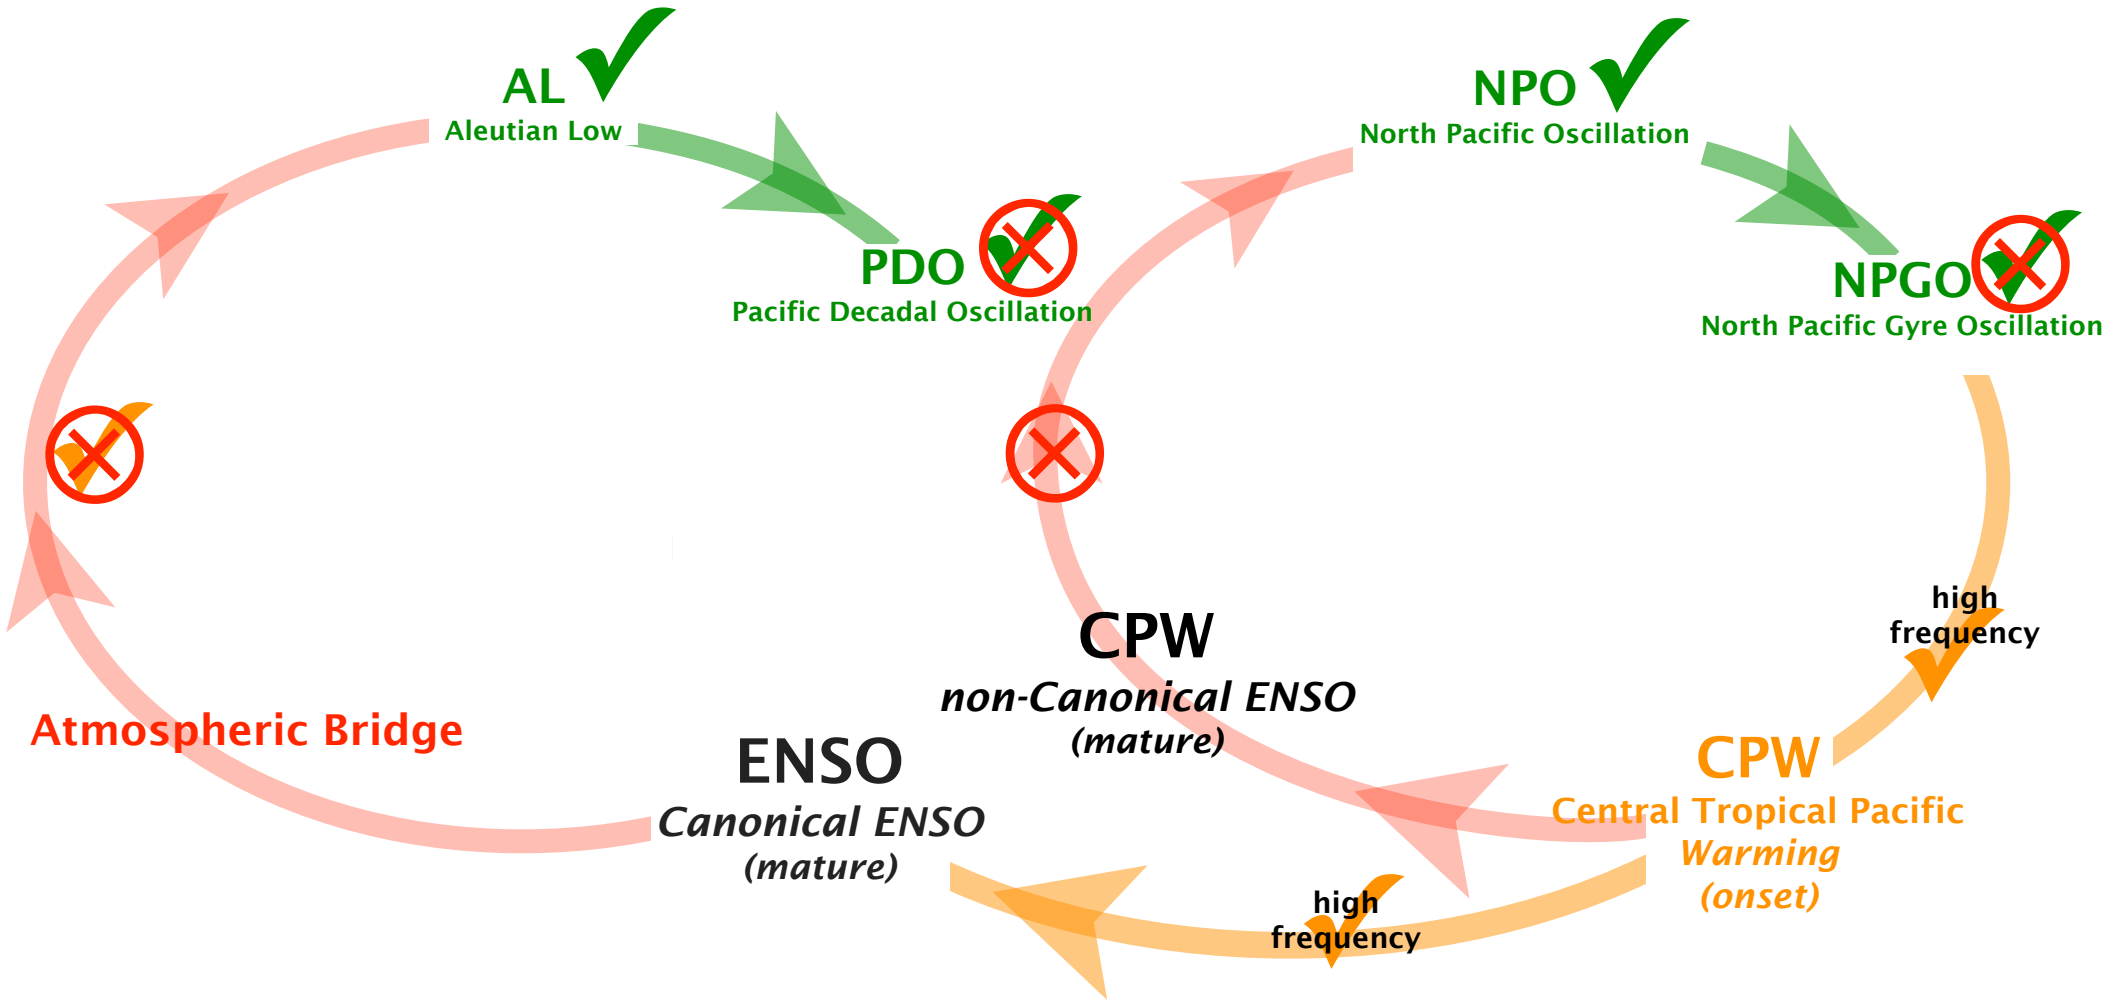 AL
Aleutian Low
NPO
North Pacific Oscillation
PDO
Pacific Decadal Oscillation
NPGO
North Pacific Gyre Oscillation
high
frequency
CPW
non-Canonical ENSO
(mature)
Atmospheric Bridge
ENSO
Canonical ENSO
(mature)
CPW
Central Tropical Pacific
Warming
(onset)
high
frequency